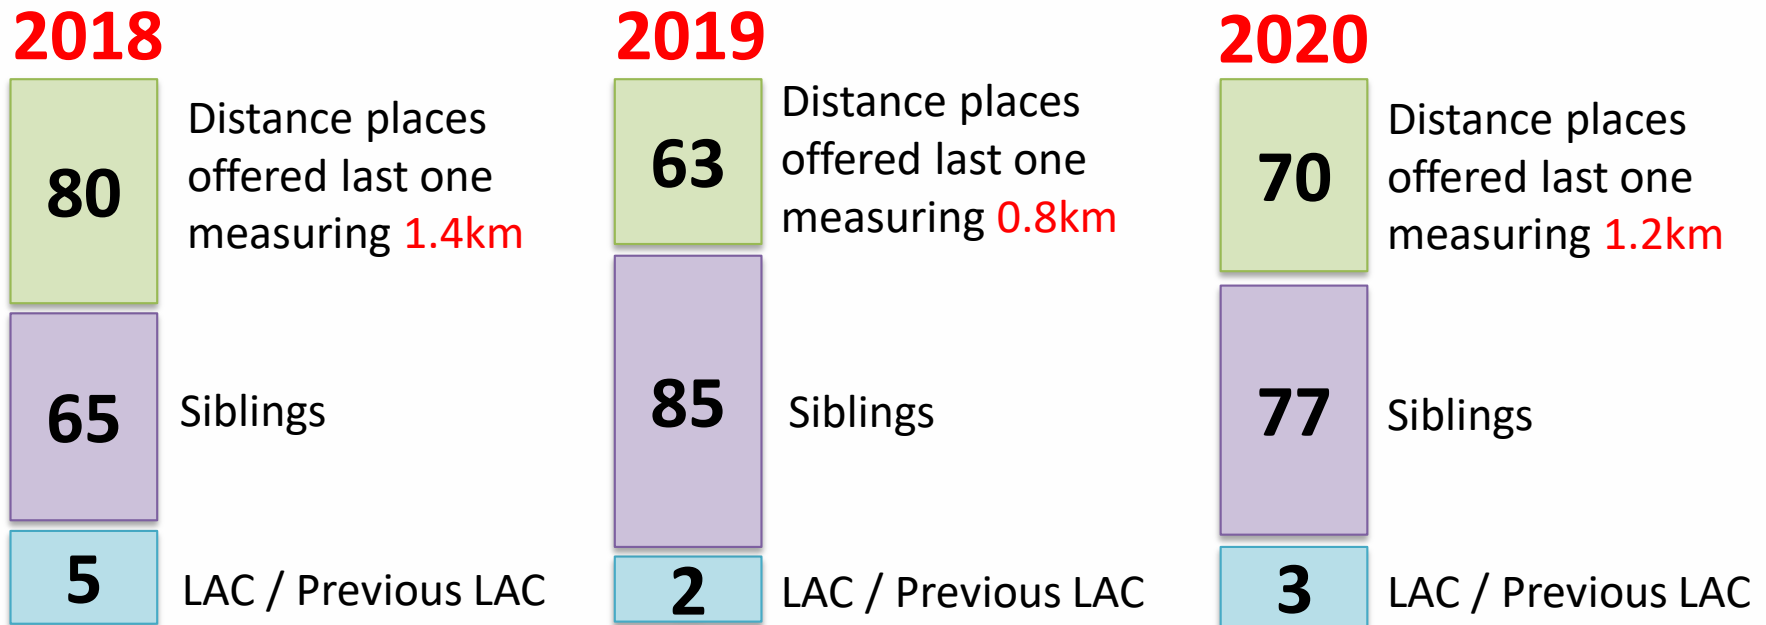 2018
80
Distance places
offered last one
measuring 1.4km
65
Siblings
5
LAC / Previous LAC
2019
63
Distance places
offered last one
measuring 0.8km
85
Siblings
2
LAC / Previous LAC
2020
70
Distance places
offered last one
measuring 1.2km
77
Siblings
3
LAC / Previous LAC